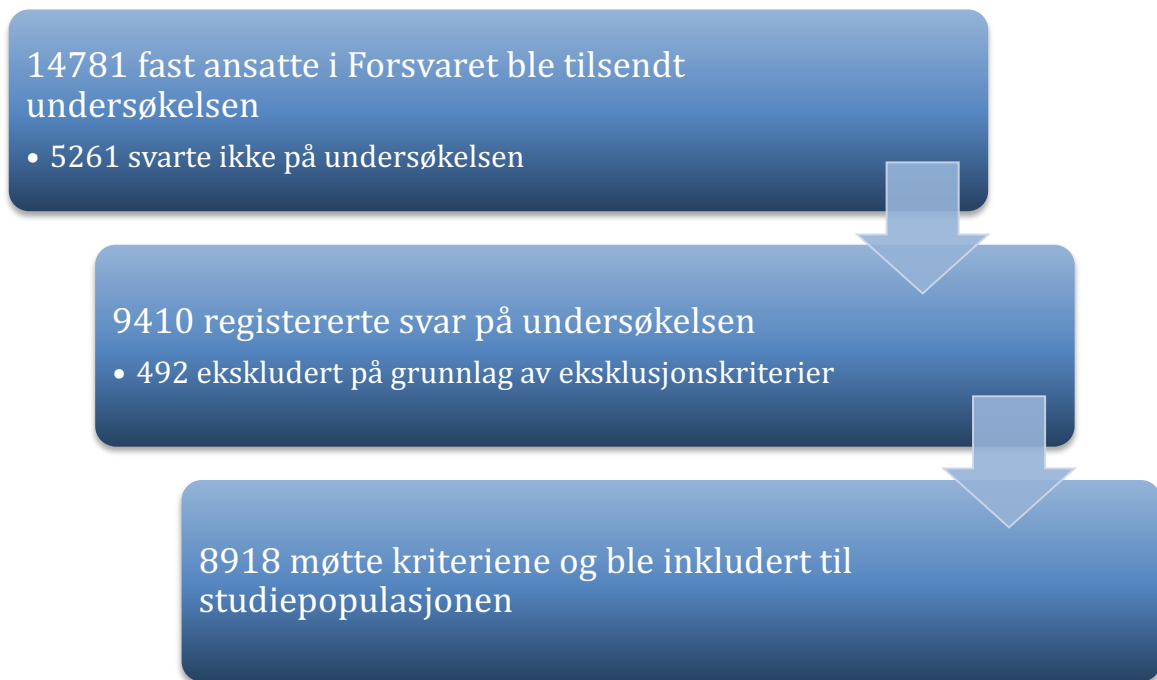 14781 fast ansatte i Forsvaret ble tilsendt
undersøkelsen
• 5261 svarte ikke på undersøkelsen
9410 registererte svar på undersøkelsen
• 492 ekskludert på grunnlag av eksklusjonskriterier
8918 møtte kriteriene og ble inkludert til
studiepopulasjonen